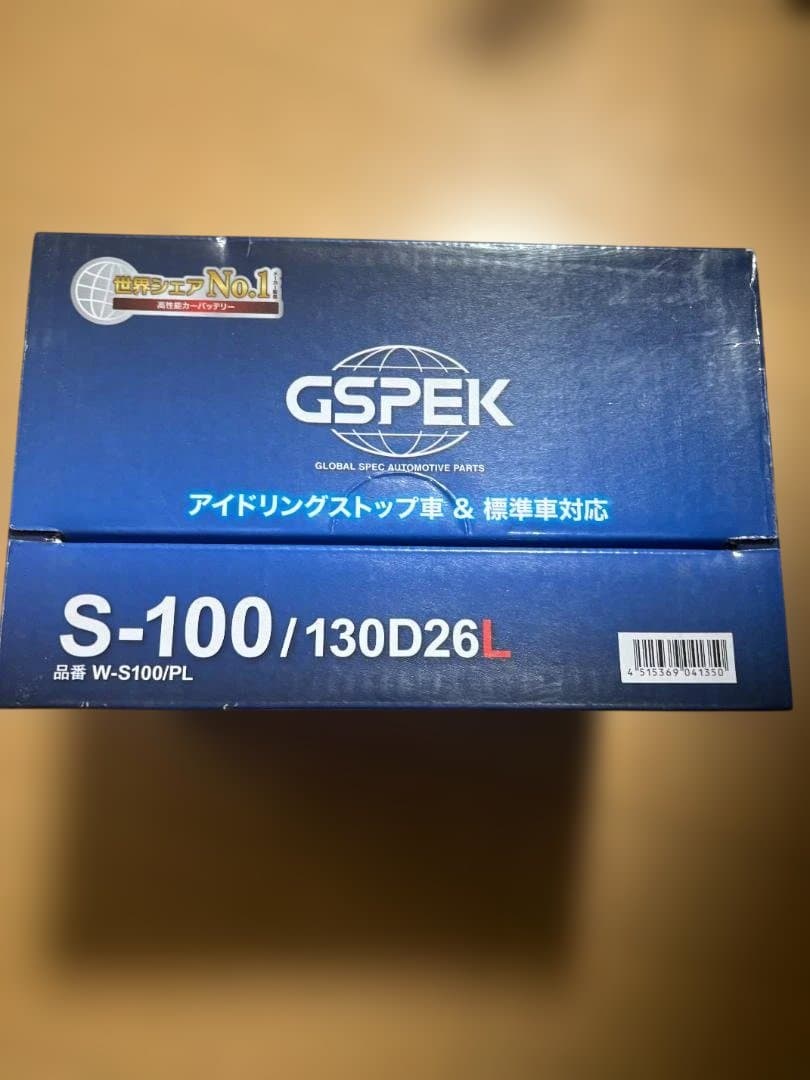 世界シェアNo.1
高性能カーバッテリー
GSPEK
GLOBAL SPEC AUTOMOTIVE PARTS
アイドリングストップ車 & 標準車対応
S-100/130D26L
品番 W-S100/PL
4 515369 041350